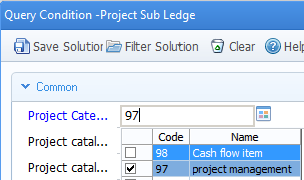 Query Condition -Project Sub Ledge
Save Solution Filter Solution Clear Help
Common
Project Cate... 97
Code Name
Project catal... 98 Cash flow item
Project catal... 97 project management